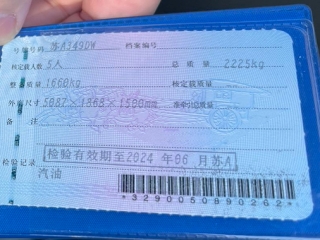 号牌号码 苏A349DW 档案编号
核定载人数 5人 总质量 2225kg
整备质量 1660kg 核定载质量
外廓尺寸 5087×1868×1500mm 准牵引总质量
备注
检验记录 检验有效期至2024年06月苏A
汽油
*3290050890262*